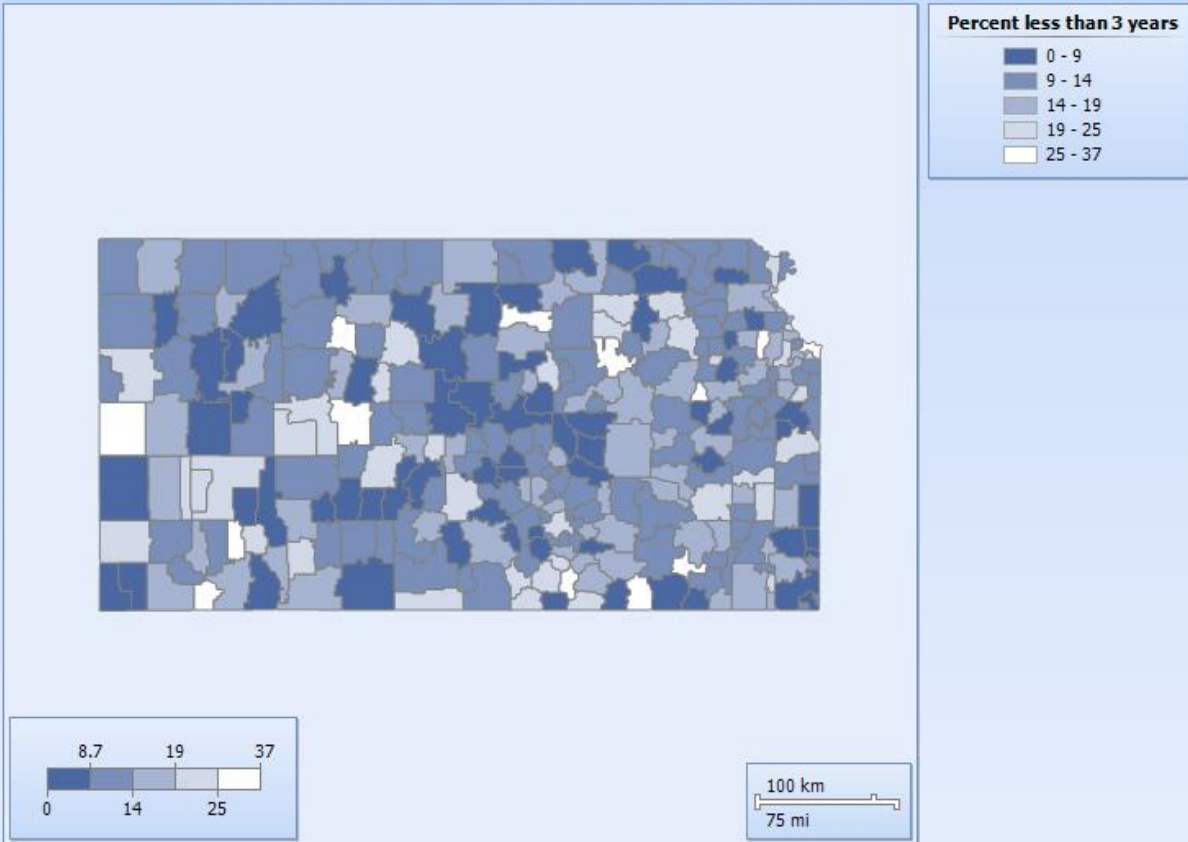 Percent less than 3 years
0 - 9
9 - 14
14 - 19
19 - 25
25 - 37
8.7 19 37
0 14 25
100 km
75 mi